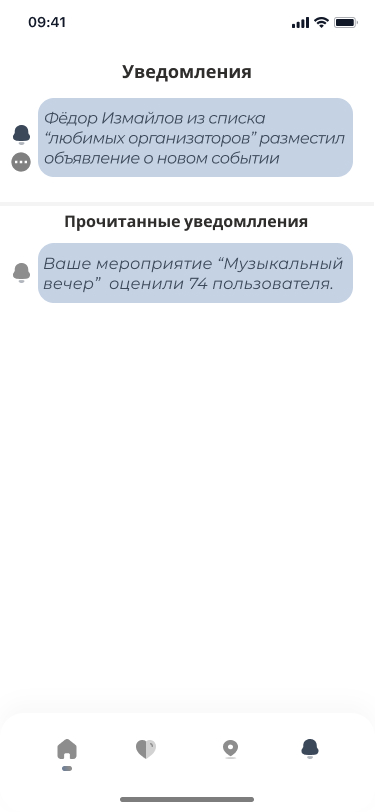 09:41
Уведомления
Фёдор Измайлов из списка
“любимых организаторов” разместил
объявление о новом событии
Прочитанные уведомлления
Ваше мероприятие “Музыкальный
вечер”  оценили 74 пользователя.